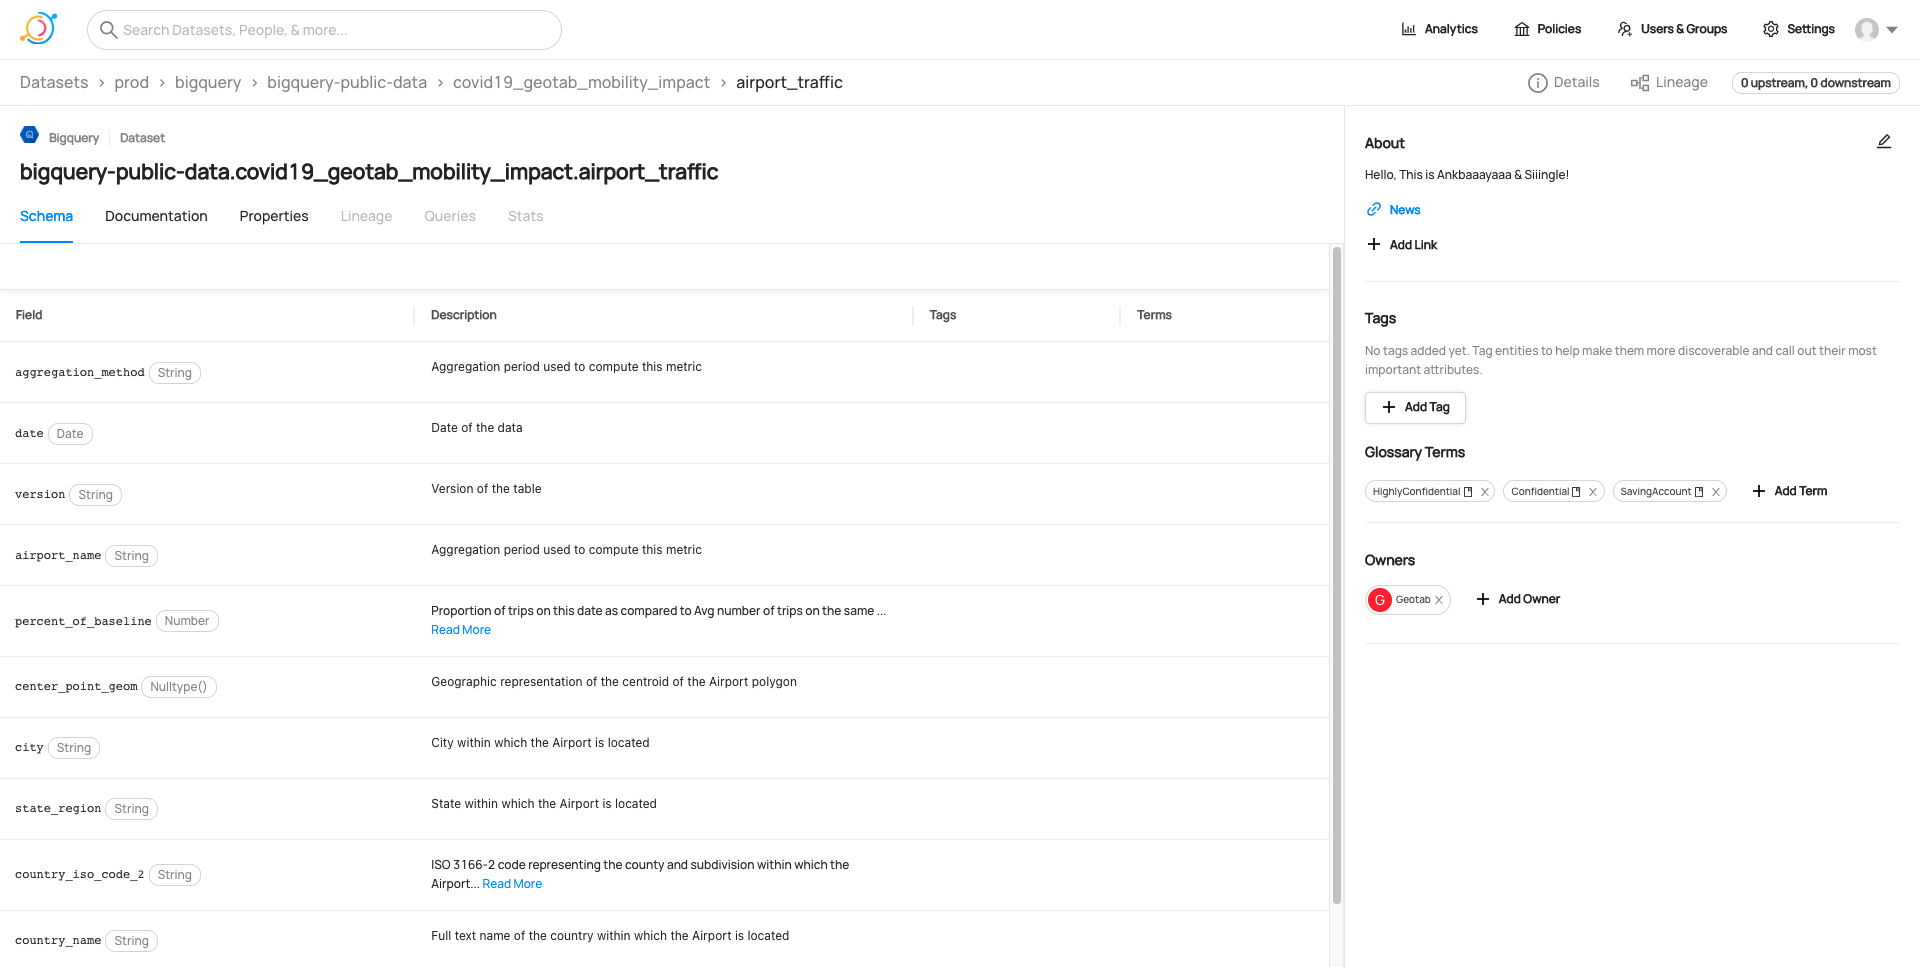 Search Datasets, People, & more...
Analytics
Policies
Users & Groups
Settings
Datasets > prod > bigquery > bigquery-public-data > covid19_geotab_mobility_impact > airport_traffic
Details
Lineage
0 upstream, 0 downstream
Bigquery
Dataset
bigquery-public-data.covid19_geotab_mobility_impact.airport_traffic
Schema
Documentation
Properties
Lineage
Queries
Stats
Field
Description
Tags
Terms
aggregation_method String
Aggregation period used to compute this metric
date Date
Date of the data
version String
Version of the table
airport_name String
Aggregation period used to compute this metric
percent_of_baseline Number
Proportion of trips on this date as compared to Avg number of trips on the same ...
Read More
center_point_geom Nulltype()
Geographic representation of the centroid of the Airport polygon
city String
City within which the Airport is located
state_region String
State within which the Airport is located
country_iso_code_2 String
ISO 3166-2 code representing the county and subdivision within which the
Airport... Read More
country_name String
Full text name of the country within which the Airport is located
About
Hello, This is Ankbaaayaaa & Siiingle!
News
Add Link
Tags
No tags added yet. Tag entities to help make them more discoverable and call out their most
important attributes.
Add Tag
Glossary Terms
HighlyConfidential
Confidential
SavingAccount
Add Term
Owners
G Geotab
Add Owner